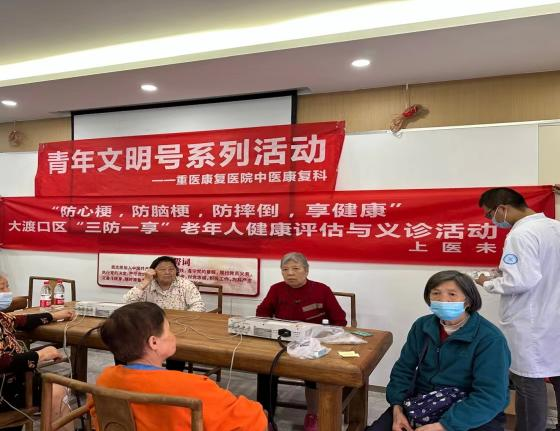 青年文明号系列活动
——重医康复医院中医康复科
“防心梗，防脑梗，防摔倒，享健康”
大渡口区“三防一享”老年人健康评估与义诊活动
上医未
词